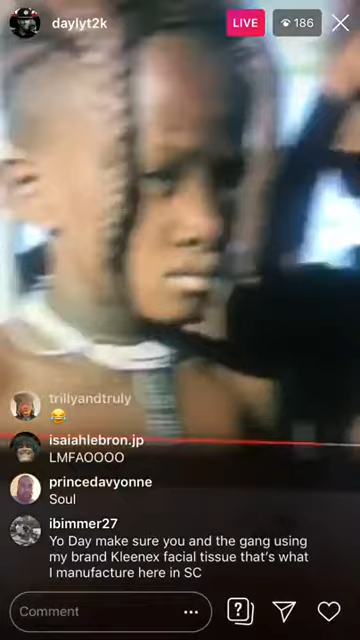 daylyt2k
LIVE
186
trillyandtruly
😂
isaiahlebron.jp
LMFAOOOO
princedavyonne
Soul
ibimmer27
Yo Day make sure you and the gang using
my brand Kleenex facial tissue that's what
I manufacture here in SC
Comment